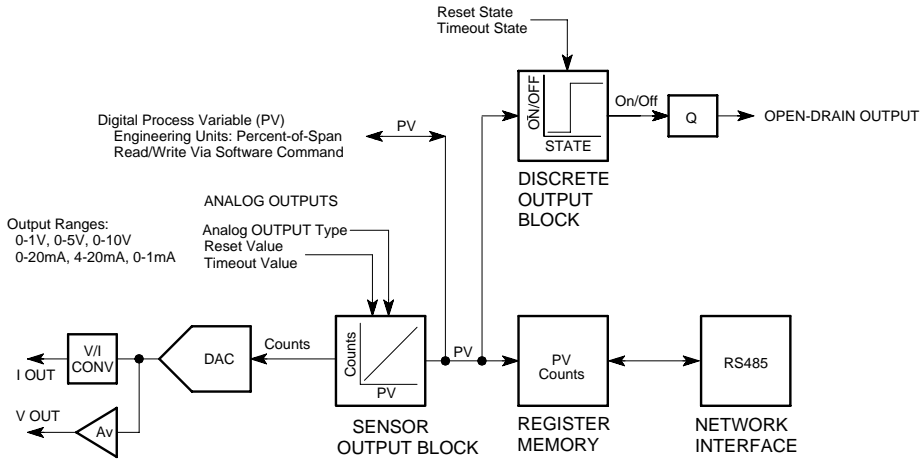 Reset State
Timeout State
ON/OFF
STATE
On/Off
Q
OPEN-DRAIN OUTPUT
DISCRETE
OUTPUT
BLOCK
Digital Process Variable (PV)
Engineering Units: Percent-of-Span
Read/Write Via Software Command
PV
ANALOG OUTPUTS
Output Ranges:
0-1V, 0-5V, 0-10V
0-20mA, 4-20mA, 0-1mA
Analog OUTPUT Type
Reset Value
Timeout Value
V/I
CONV
I OUT
V OUT
Av
DAC
Counts
Counts
PV
SENSOR
OUTPUT BLOCK
PV
PV
Counts
REGISTER
MEMORY
RS485
NETWORK
INTERFACE